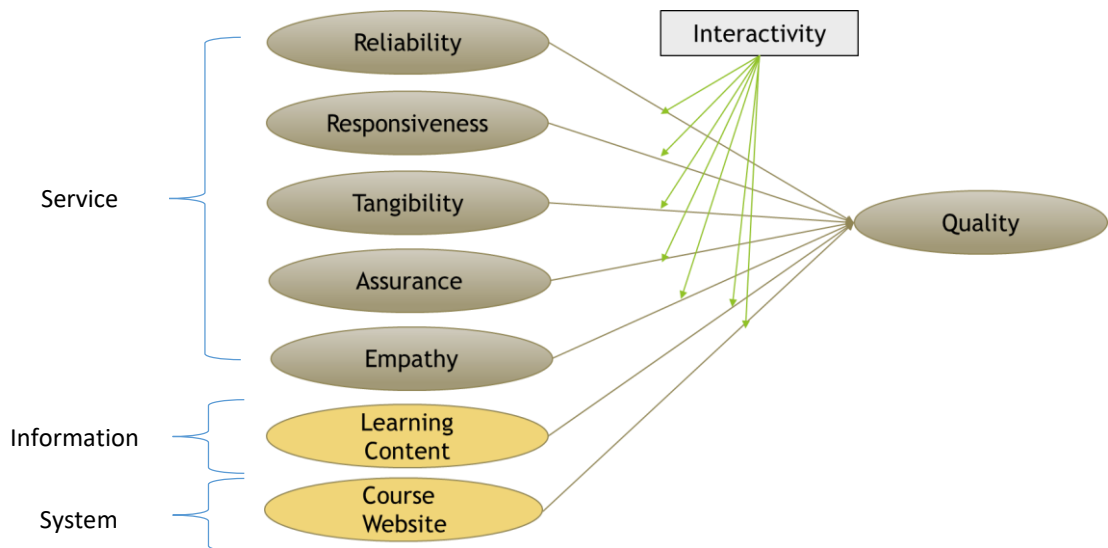 Reliability
Interactivity
Responsiveness
Service
Tangibility
Quality
Assurance
Empathy
Information
Learning
Content
System
Course
Website